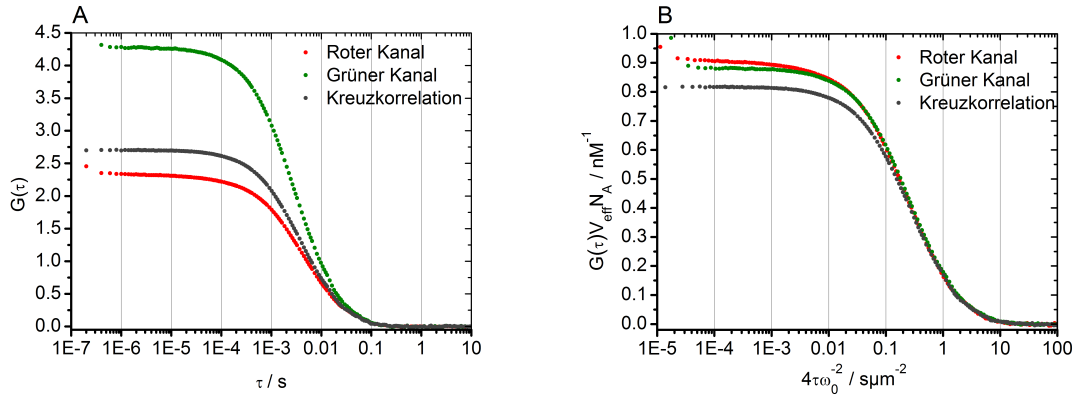 A
4.5
4.0
3.5
3.0
2.5
2.0
1.5
1.0
0.5
0.0
G(τ)
Roter Kanal
Grüner Kanal
Kreuzkorrelation
1E-7 1E-6 1E-5 1E-4 1E-3 0.01 0.1 1 10
τ / s
B
1.0
0.9
0.8
0.7
0.6
0.5
0.4
0.3
0.2
0.1
0.0
G(τ)V_eff N_A / nM^-1
Roter Kanal
Grüner Kanal
Kreuzkorrelation
1E-5 1E-4 1E-3 0.01 0.1 1 10 100
4τω_0^-2 / sµm^-2